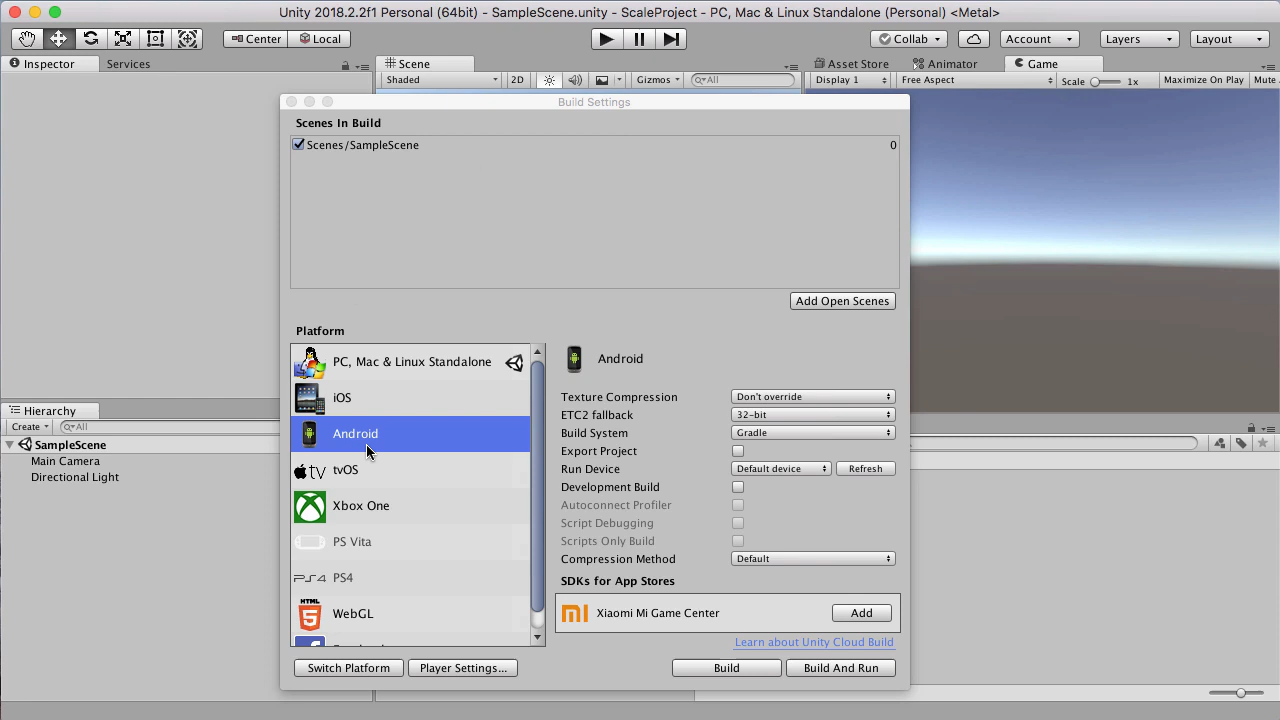 Unity 2018.2.2f1 Personal (64bit) - SampleScene.unity - ScaleProject - PC, Mac & Linux Standalone (Personal) <Metal>
Center Local Collab Account Layers Layout
Inspector Services Scene Asset Store Animator Game
Shaded 2D Gizmos All Display 1 Free Aspect Scale 1x Maximize On Play Mute
Build Settings
Scenes In Build
Scenes/SampleScene 0
Add Open Scenes
Platform
PC, Mac & Linux Standalone
iOS
Android
tv tvOS
Xbox One
PS Vita
PS4 PS4
HTML 5 WebGL
Android
Texture Compression Don't override
ETC2 fallback 32-bit
Build System Gradle
Export Project
Run Device Default device Refresh
Development Build
Autoconnect Profiler
Script Debugging
Scripts Only Build
Compression Method Default
SDKs for App Stores
MI Xiaomi Mi Game Center Add
Learn about Unity Cloud Build
Switch Platform Player Settings... Build Build And Run
Hierarchy
Create All
SampleScene
Main Camera
Directional Light